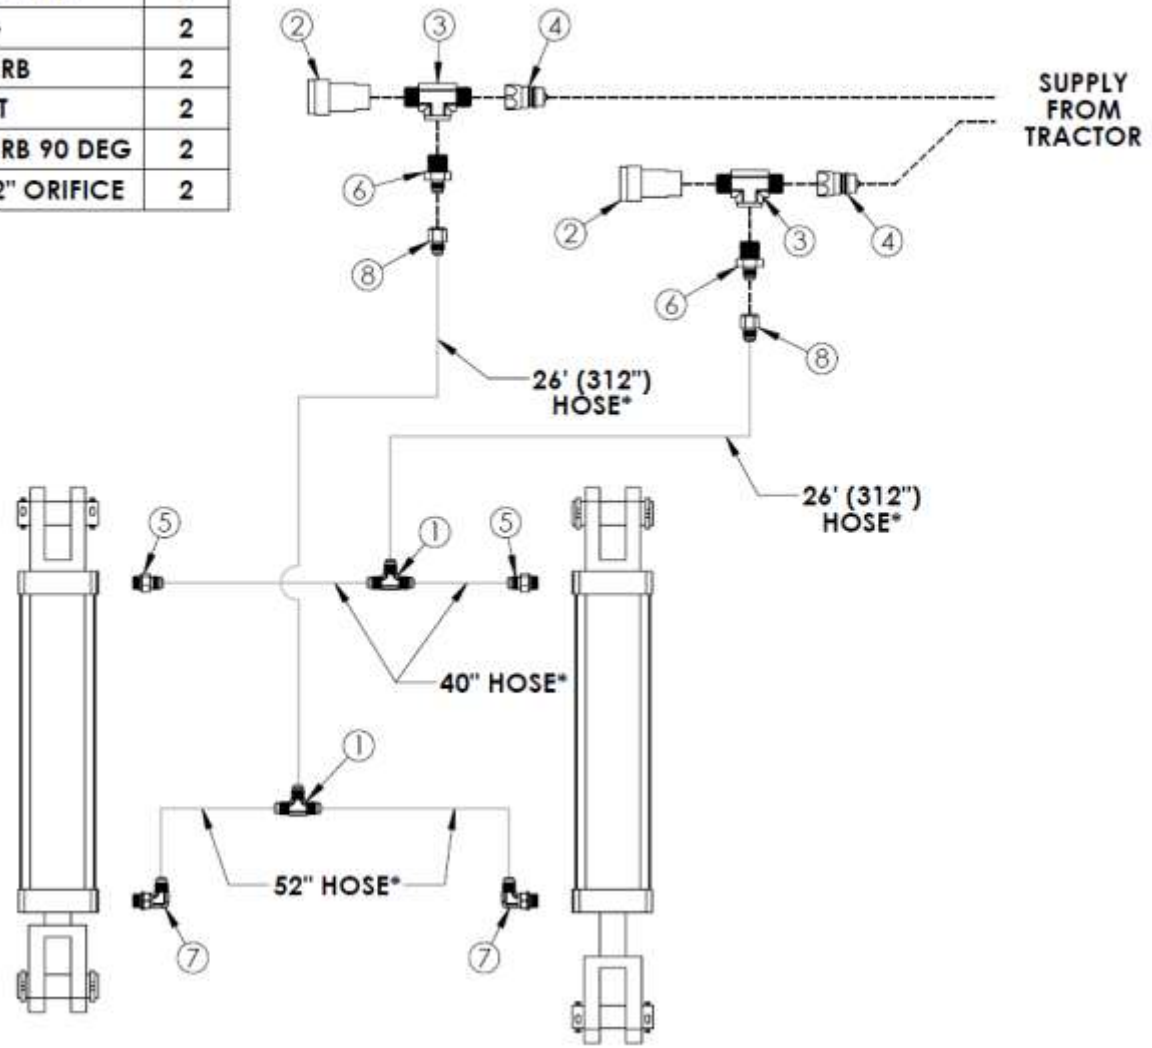 2
RB 2
T 2
RB 90 DEG 2
2" ORIFICE 2
2
3
4
SUPPLY
FROM
TRACTOR
6
2
3
4
8
6
8
26' (312")
HOSE*
26' (312")
HOSE*
5
1
5
40" HOSE*
1
52" HOSE*
7
7